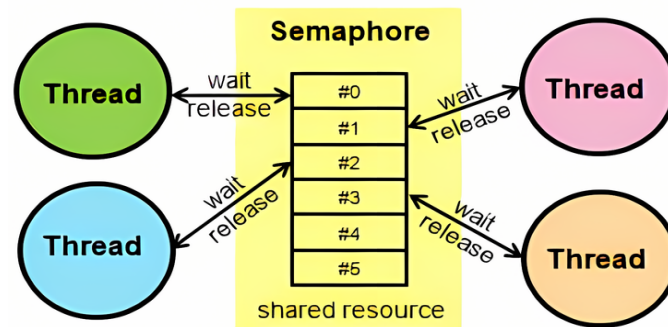 Semaphore
Thread
wait
release
#0
#1
#2
#3
#4
#5
wait
release
Thread
Thread
wait
release
wait
release
Thread
shared resource